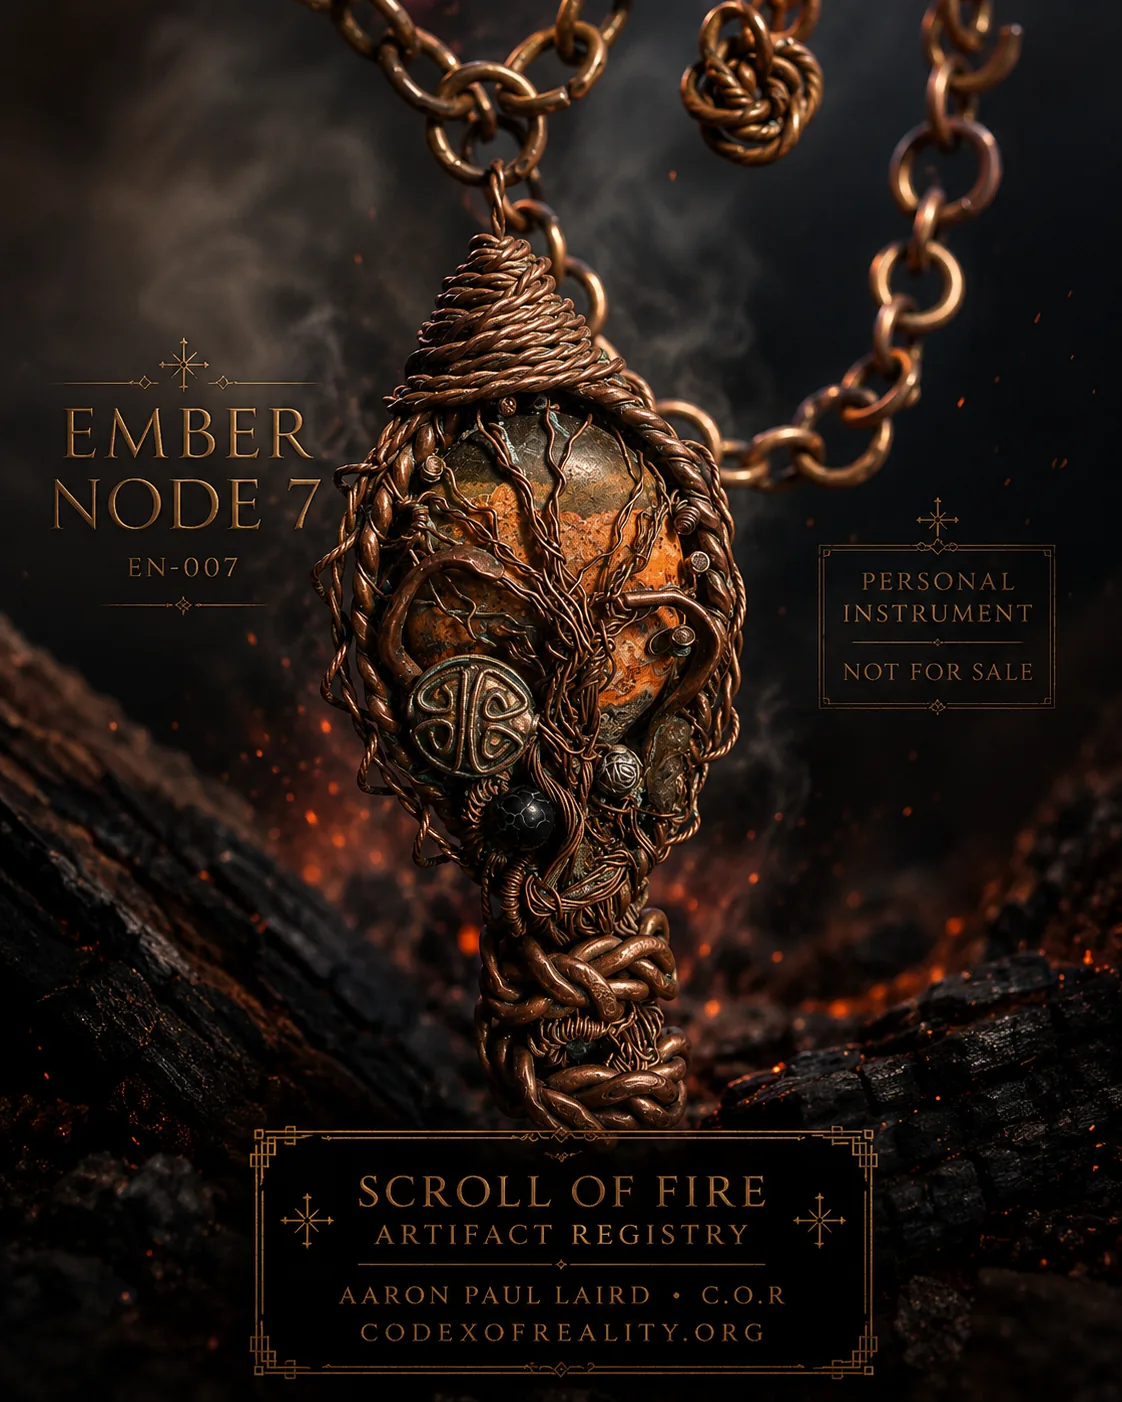 EMBER
NODE 7
EN-007
PERSONAL
INSTRUMENT
NOT FOR SALE
SCROLL OF FIRE
ARTIFACT REGISTRY
AARON PAUL LAIRD • C.O.R
CODEXOFREALITY.ORG